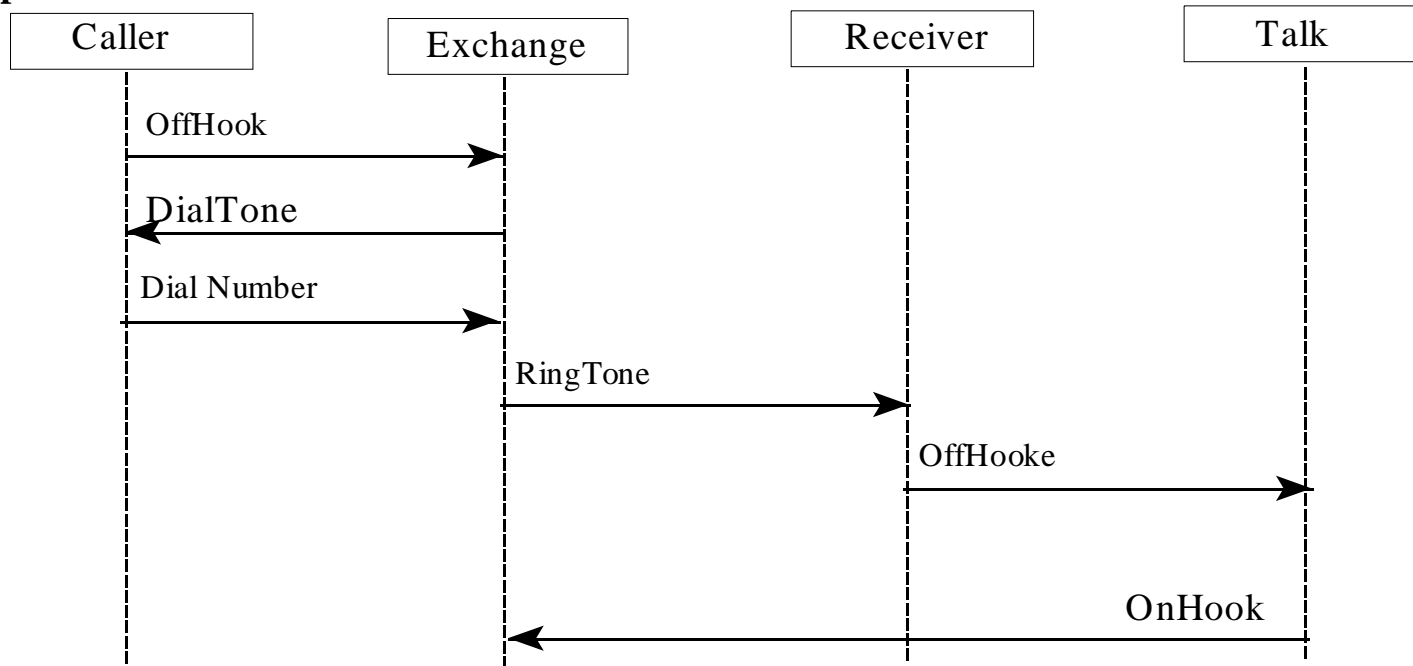 Caller
Exchange
Receiver
Talk
OffHook
DialTone
Dial Number
RingTone
OffHooke
OnHook